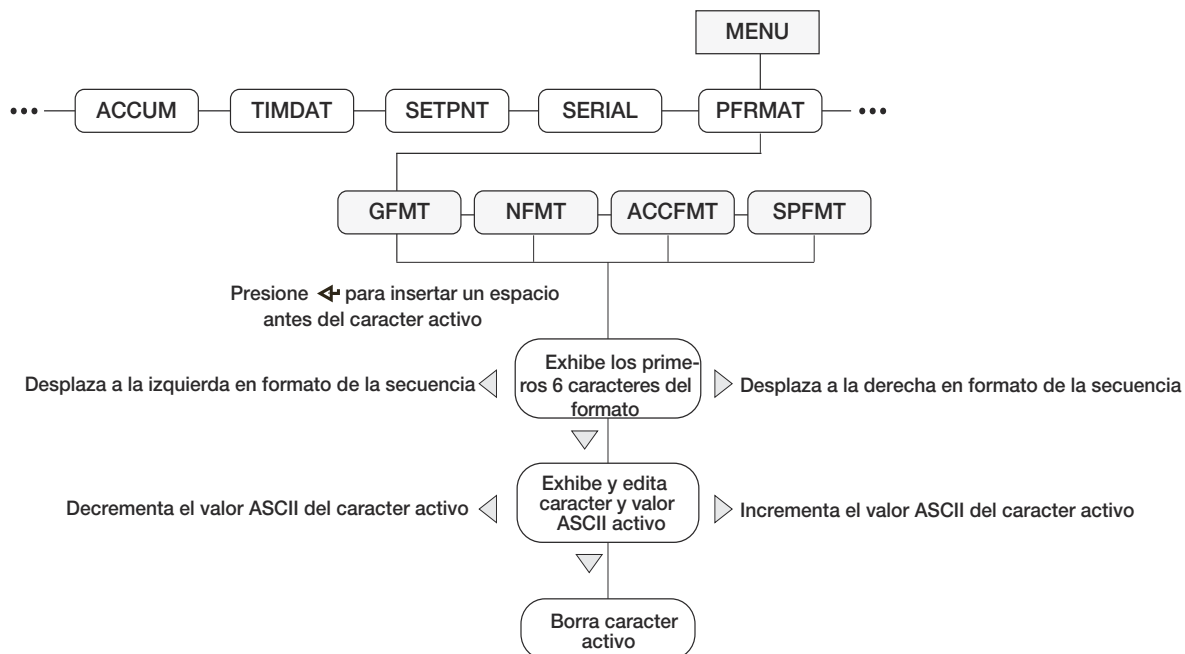 MENU
••• ACCUM TIMDAT SETPNT SERIAL PFRMAT •••
GFMT NFMT ACCFMT SPFMT
Presione para insertar un espacio
antes del caracter activo
Exhibe los prime-
ros 6 caracteres del
formato
Desplaza a la izquierda en formato de la secuencia
Desplaza a la derecha en formato de la secuencia
Exhibe y edita
caracter y valor
ASCII activo
Decrementa el valor ASCII del caracter activo
Incrementa el valor ASCII del caracter activo
Borra caracter
activo